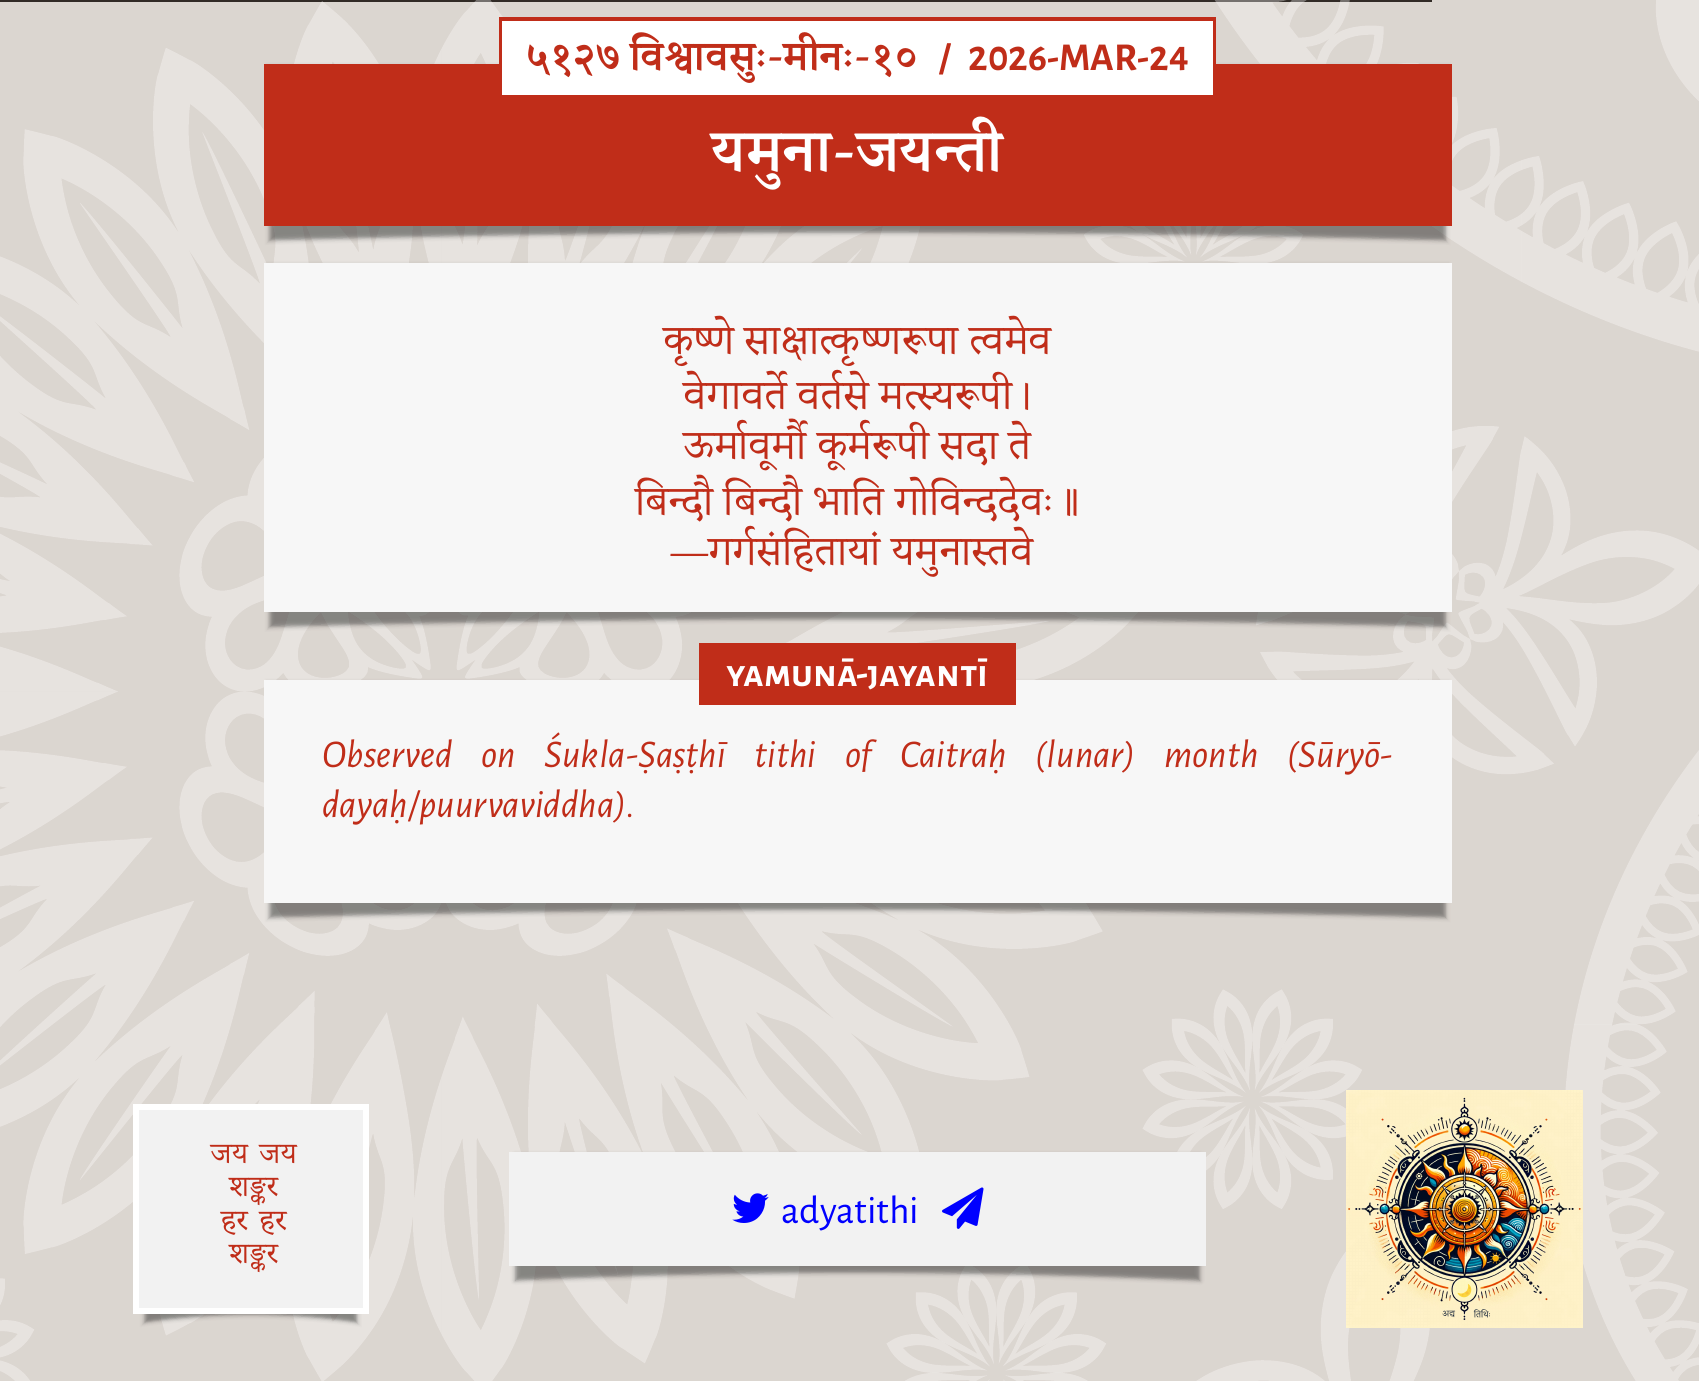 ५१२७ विश्वावसुः-मीनः-१० / 2026-MAR-24
यमुना-जयन्ती
कृष्णे साक्षात्कृष्णरूपा त्वमेव
वेगावर्ते वर्तसे मत्स्यरूपी।
ऊर्मावूर्मौ कूर्मरूपी सदा ते
बिन्दौ बिन्दौ भाति गोविन्ददेवः॥
—गर्गसंहितायां यमुनास्तवे
YAMUNĀ-JAYANTĪ
Observed on Śukla-Ṣaṣṭhī tithi of Caitraḥ (lunar) month (Sūryō-
dayaḥ/puurvaviddha).
जय जय
शङ्कर
हर हर
शङ्कर
adyatithi
अद्य तिथिः